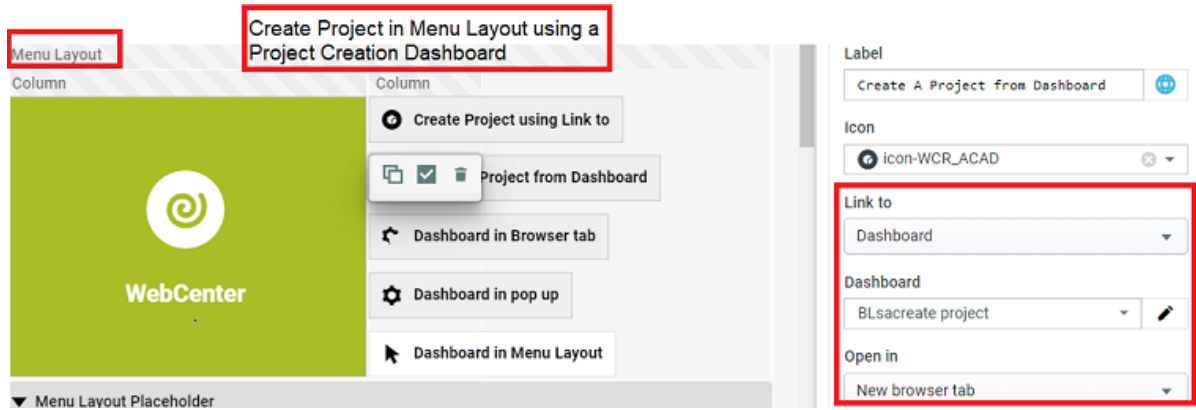 Create Project in Menu Layout using a
Project Creation Dashboard
Menu Layout
Column
Column
WebCenter
Create Project using Link to
Project from Dashboard
Dashboard in Browser tab
Dashboard in pop up
Dashboard in Menu Layout
Menu Layout Placeholder
Label
Create A Project from Dashboard
Icon
icon-WCR_ACAD
Link to
Dashboard
Dashboard
BLsacreate project
Open in
New browser tab